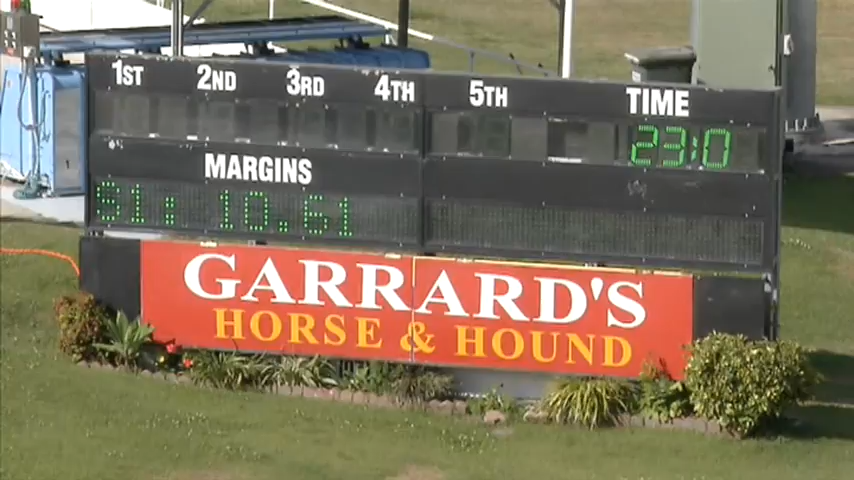 1ST 2ND 3RD 4TH 5TH TIME
23:0
MARGINS
S1: 10.61
GARRARD'S
HORSE & HOUND